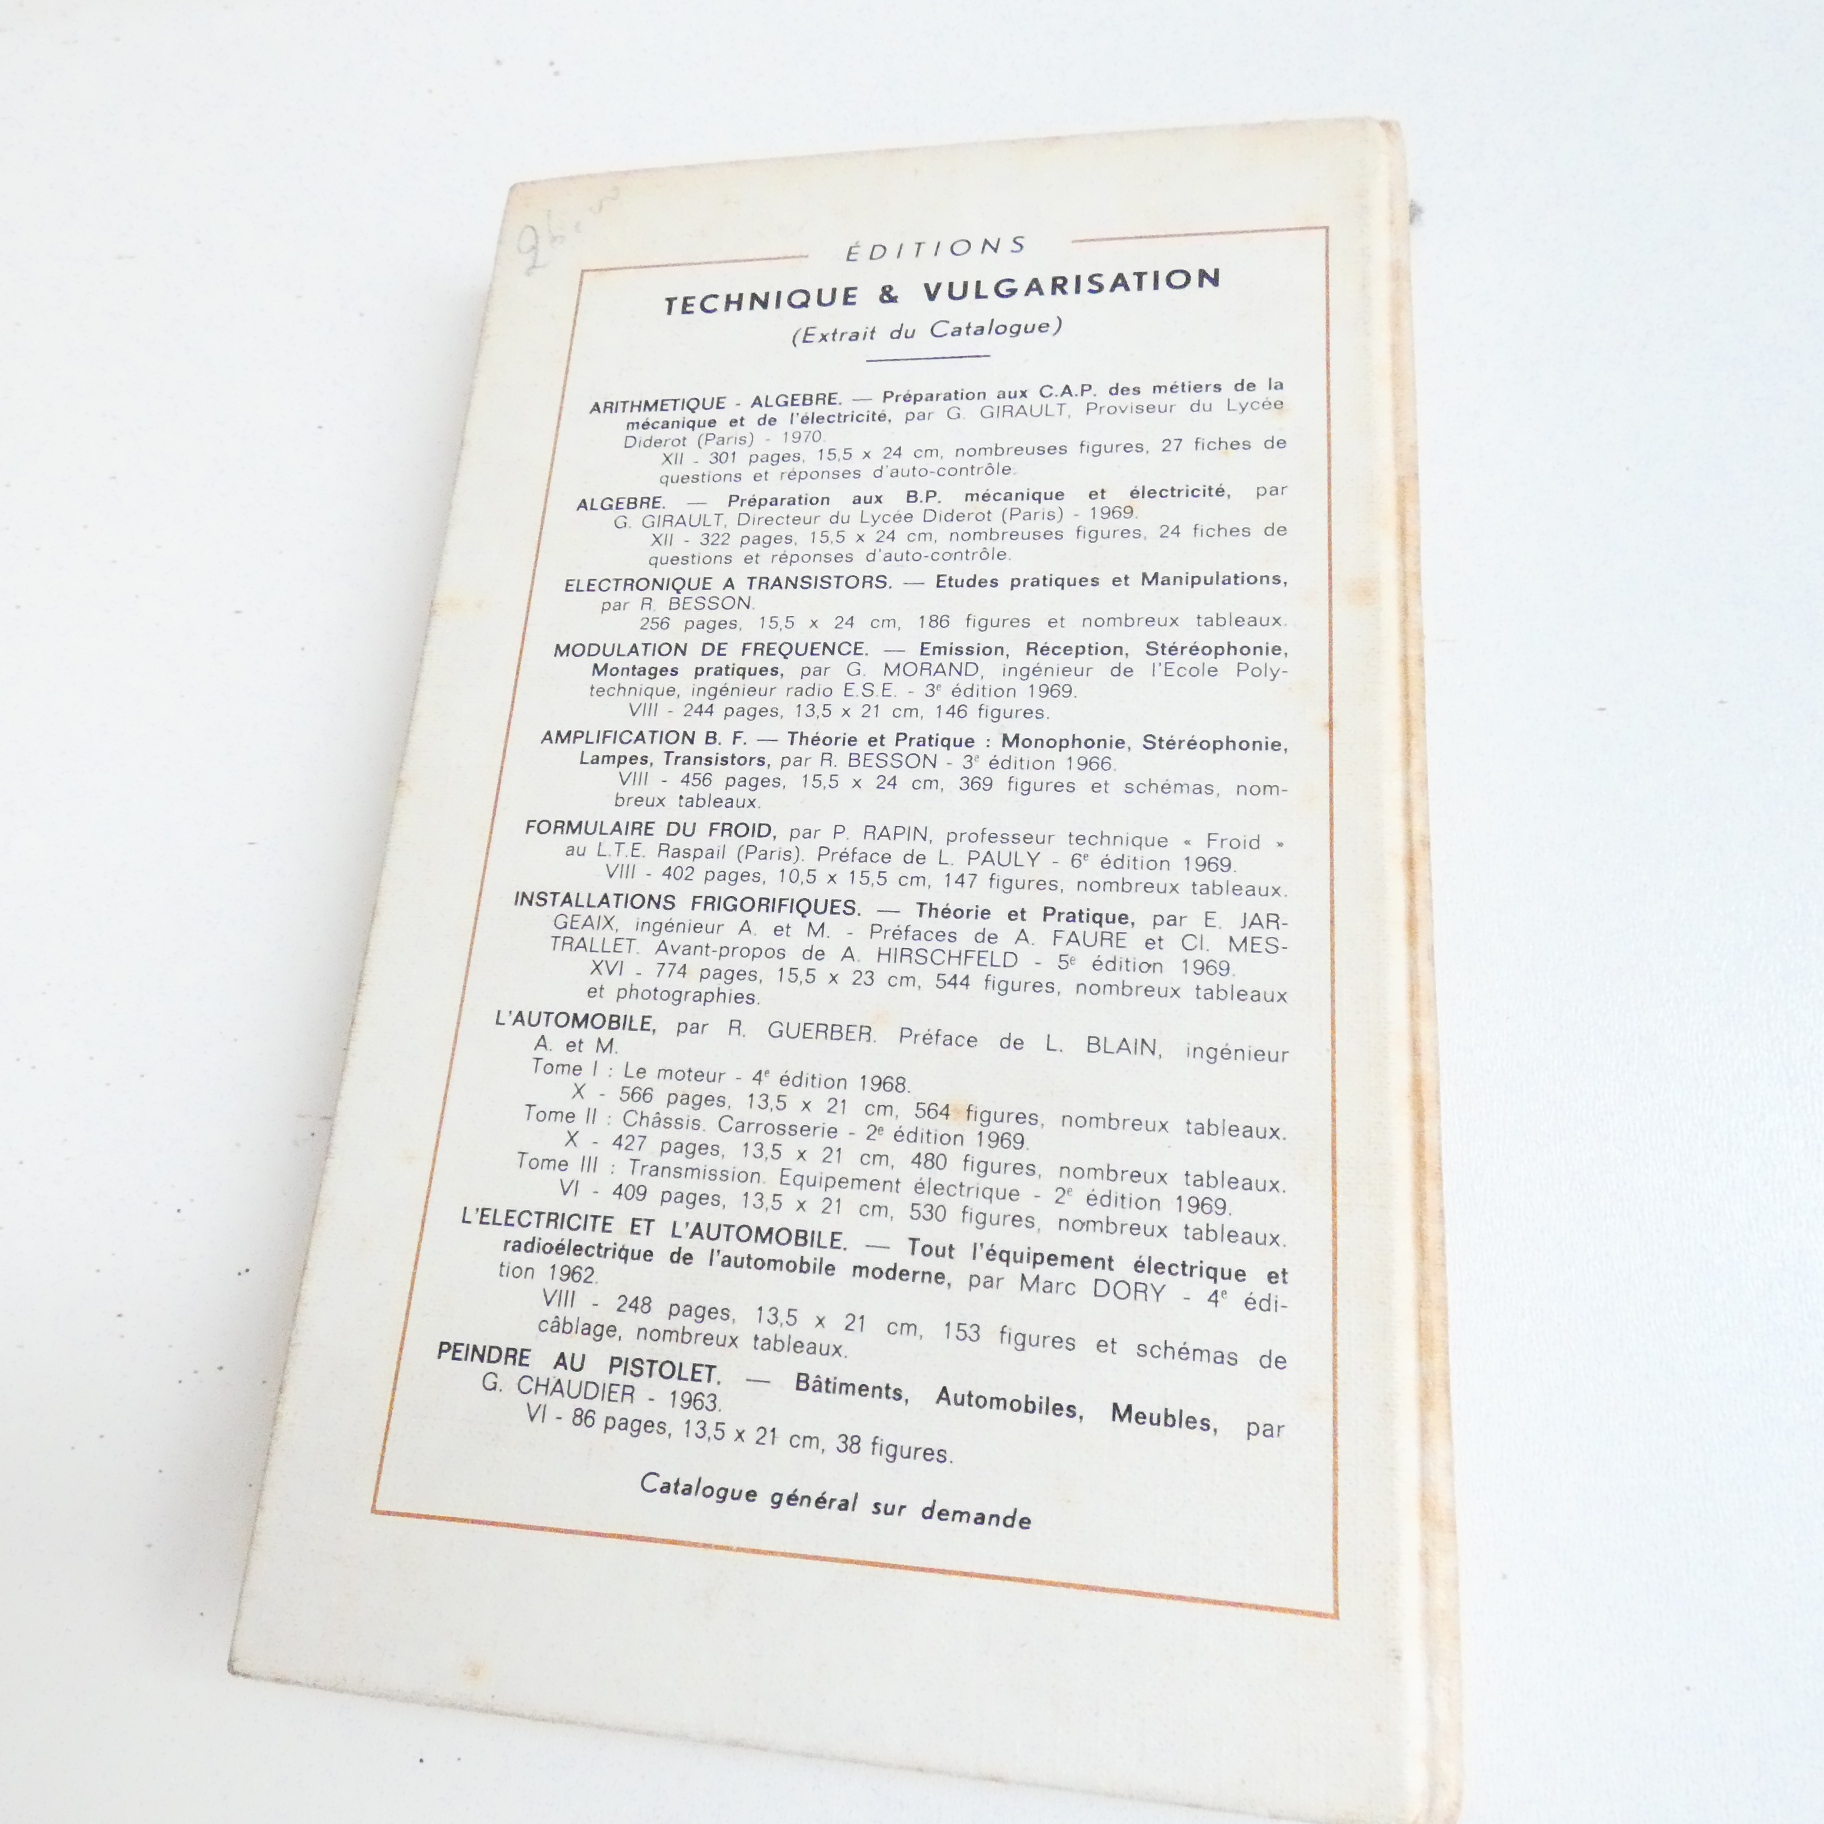 ÉDITIONS
TECHNIQUE & VULGARISATION
(Extrait du Catalogue)
ARITHMETIQUE - ALGEBRE. — Préparation aux C.A.P. des métiers de la
mécanique et de l'électricité, par G. GIRAULT, Proviseur du Lycée
Diderot (Paris) - 1970.
XII - 301 pages, 15,5 x 24 cm, nombreuses figures, 27 fiches de
questions et réponses d'auto-contrôle.
ALGEBRE. — Préparation aux B.P. mécanique et électricité, par
G. GIRAULT, Directeur du Lycée Diderot (Paris) - 1969.
XII - 322 pages, 15,5 x 24 cm, nombreuses figures, 24 fiches de
questions et réponses d'auto-contrôle.
ELECTRONIQUE A TRANSISTORS. — Etudes pratiques et Manipulations,
par R. BESSON.
256 pages, 15,5 x 24 cm, 186 figures et nombreux tableaux.
MODULATION DE FREQUENCE. — Emission, Réception, Stéréophonie,
Montages pratiques, par G. MORAND, ingénieur de l'Ecole Poly-
technique, ingénieur radio E.S.E. - 3e édition 1969.
VIII - 244 pages, 13,5 x 21 cm, 146 figures.
AMPLIFICATION B. F. — Théorie et Pratique : Monophonie, Stéréophonie,
Lampes, Transistors, par R. BESSON - 3e édition 1966.
VIII - 456 pages, 15,5 x 24 cm, 369 figures et schémas, nom-
breux tableaux.
FORMULAIRE DU FROID, par P. RAPIN, professeur technique « Froid »
au L.T.E. Raspail (Paris). Préface de L. PAULY - 6e édition 1969.
VIII - 402 pages, 10,5 x 15,5 cm, 147 figures, nombreux tableaux.
INSTALLATIONS FRIGORIFIQUES. — Théorie et Pratique, par E. JAR-
GEAIX, ingénieur A. et M. - Préfaces de A. FAURE et Cl. MES-
TRALLET. Avant-propos de A. HIRSCHFELD - 5e édition 1969.
XVI - 774 pages, 15,5 x 23 cm, 544 figures, nombreux tableaux
et photographies.
L'AUTOMOBILE, par R. GUERBER. Préface de L. BLAIN, ingénieur
A. et M.
Tome I : Le moteur - 4e édition 1968.
X - 566 pages, 13,5 x 21 cm, 564 figures, nombreux tableaux.
Tome II : Châssis. Carrosserie - 2e édition 1969.
X - 427 pages, 13,5 x 21 cm, 480 figures, nombreux tableaux.
Tome III : Transmission. Equipement électrique - 2e édition 1969.
VI - 409 pages, 13,5 x 21 cm, 530 figures, nombreux tableaux.
L'ELECTRICITE ET L'AUTOMOBILE. — Tout l'équipement électrique et
radioélectrique de l'automobile moderne, par Marc DORY - 4e édi-
tion 1962.
VIII - 248 pages, 13,5 x 21 cm, 153 figures et schémas de
câblage, nombreux tableaux.
PEINDRE AU PISTOLET. — Bâtiments, Automobiles, Meubles, par
G. CHAUDIER - 1963.
VI - 86 pages, 13,5 x 21 cm, 38 figures.
Catalogue général sur demande